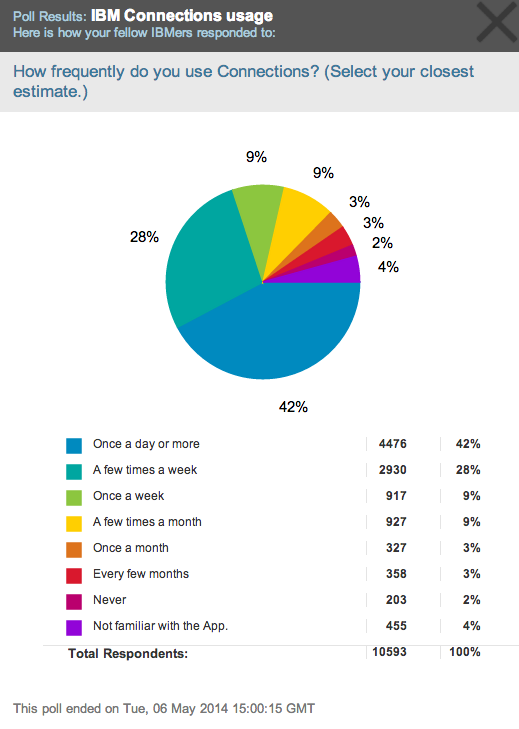 Poll Results: IBM Connections usage
Here is how your fellow IBMers responded to:
How frequently do you use Connections? (Select your closest
estimate.)
9%
9%
3%
3%
2%
4%
28%
42%
Once a day or more 4476 42%
A few times a week 2930 28%
Once a week 917 9%
A few times a month 927 9%
Once a month 327 3%
Every few months 358 3%
Never 203 2%
Not familiar with the App. 455 4%
Total Respondents: 10593 100%
This poll ended on Tue, 06 May 2014 15:00:15 GMT